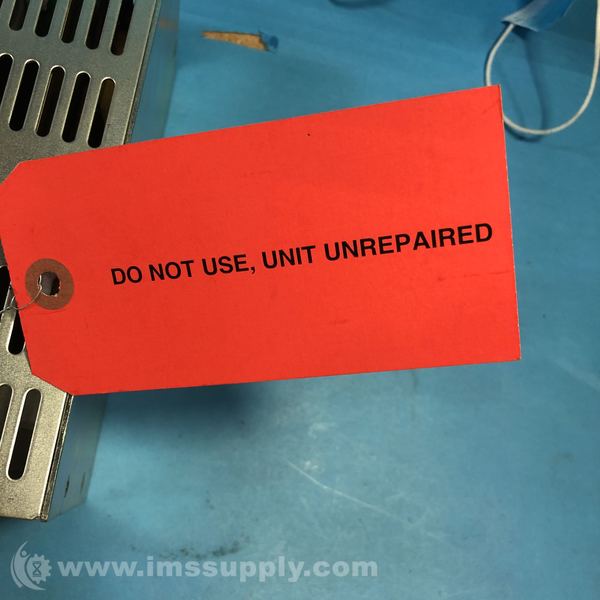 DO NOT USE, UNIT UNREPAIRED
www.imssupply.com